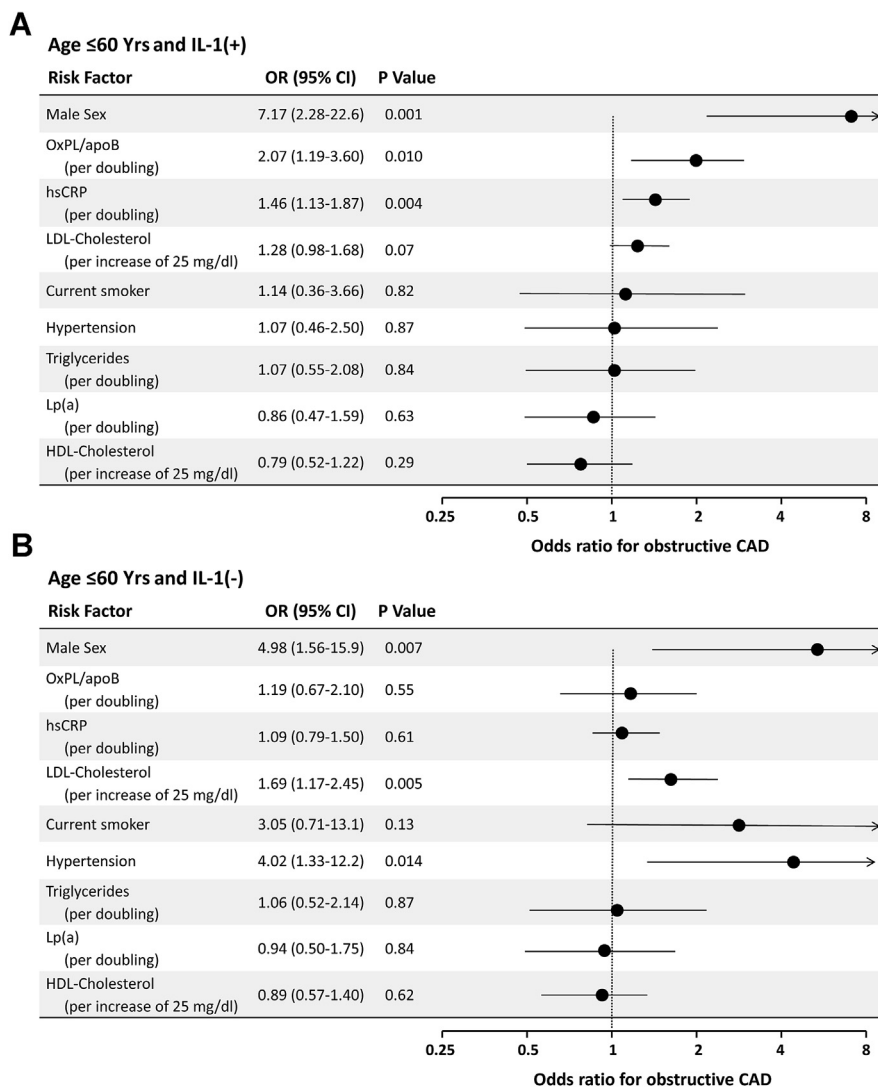 A
Age ≤60 Yrs and IL-1(+)
Risk Factor OR (95% CI) P Value
Male Sex 7.17 (2.28-22.6) 0.001
OxPL/apoB
(per doubling) 2.07 (1.19-3.60) 0.010
hsCRP
(per doubling) 1.46 (1.13-1.87) 0.004
LDL-Cholesterol
(per increase of 25 mg/dl) 1.28 (0.98-1.68) 0.07
Current smoker 1.14 (0.36-3.66) 0.82
Hypertension 1.07 (0.46-2.50) 0.87
Triglycerides
(per doubling) 1.07 (0.55-2.08) 0.84
Lp(a)
(per doubling) 0.86 (0.47-1.59) 0.63
HDL-Cholesterol
(per increase of 25 mg/dl) 0.79 (0.52-1.22) 0.29
0.25 0.5 1 2 4 8
Odds ratio for obstructive CAD
B
Age ≤60 Yrs and IL-1(-)
Risk Factor OR (95% CI) P Value
Male Sex 4.98 (1.56-15.9) 0.007
OxPL/apoB
(per doubling) 1.19 (0.67-2.10) 0.55
hsCRP
(per doubling) 1.09 (0.79-1.50) 0.61
LDL-Cholesterol
(per increase of 25 mg/dl) 1.69 (1.17-2.45) 0.005
Current smoker 3.05 (0.71-13.1) 0.13
Hypertension 4.02 (1.33-12.2) 0.014
Triglycerides
(per doubling) 1.06 (0.52-2.14) 0.87
Lp(a)
(per doubling) 0.94 (0.50-1.75) 0.84
HDL-Cholesterol
(per increase of 25 mg/dl) 0.89 (0.57-1.40) 0.62
0.25 0.5 1 2 4 8
Odds ratio for obstructive CAD